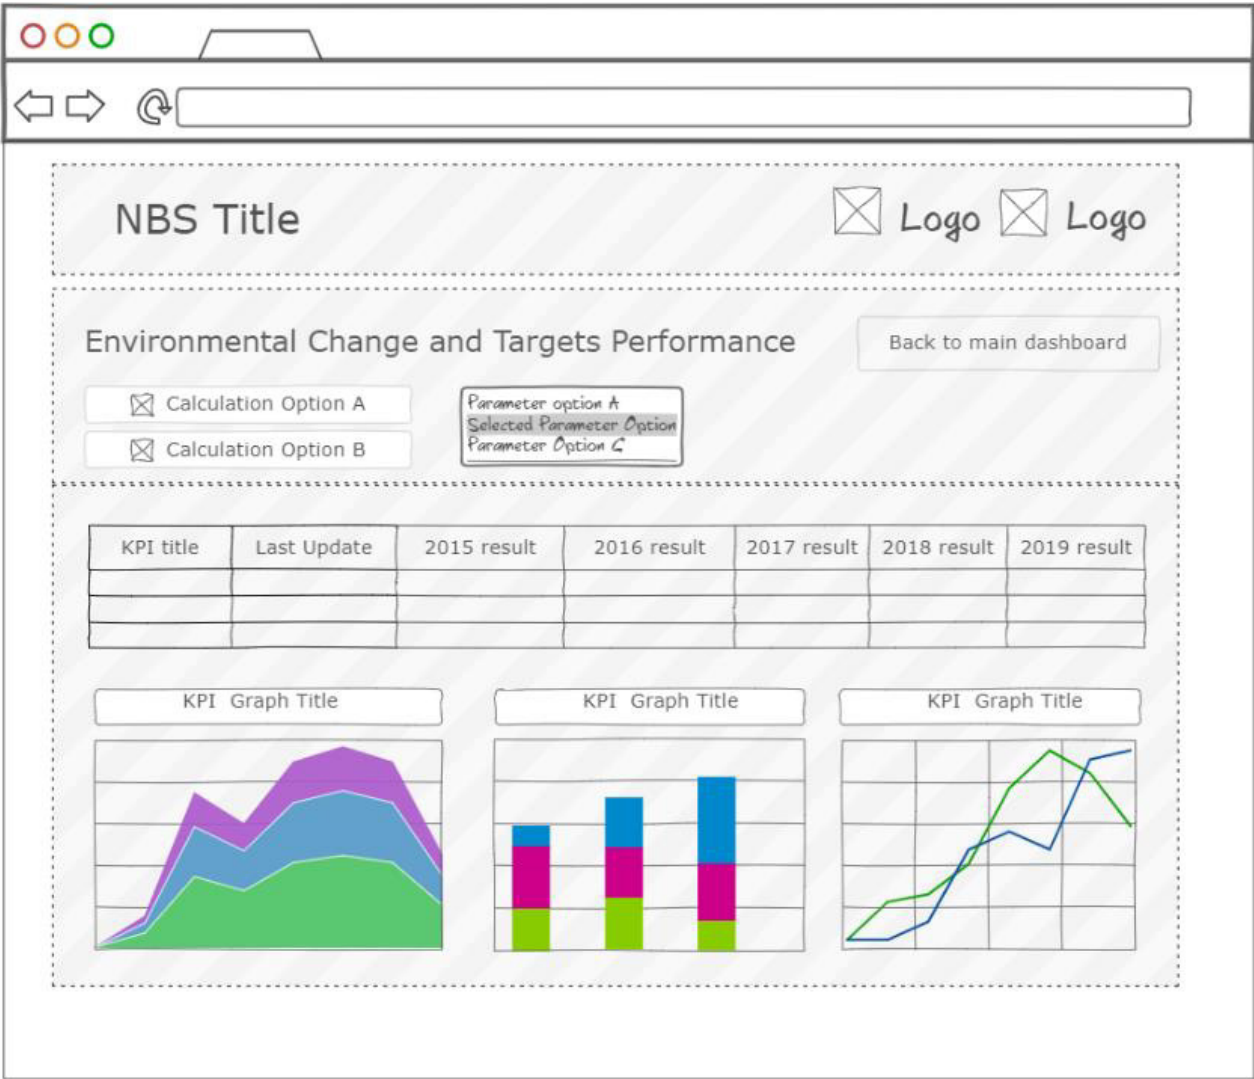 NBS Title
Logo
Logo
Environmental Change and Targets Performance
Back to main dashboard
Calculation Option A
Calculation Option B
Parameter option A
Selected Parameter Option
Parameter Option C
KPI title
Last Update
2015 result
2016 result
2017 result
2018 result
2019 result
KPI Graph Title
KPI Graph Title
KPI Graph Title